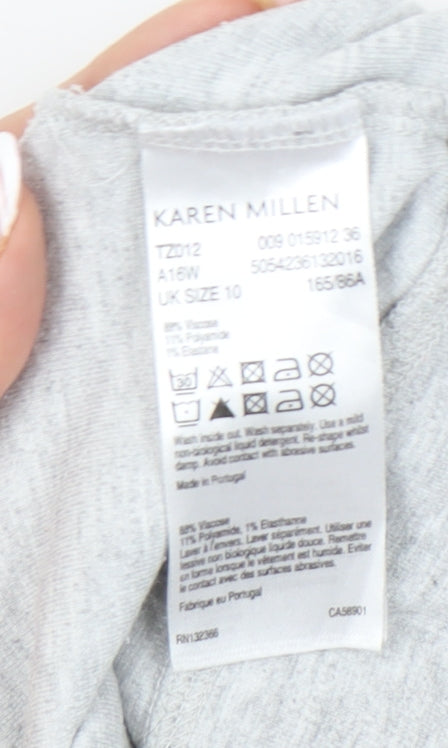 KAREN MILLEN
TZ012 009 015912 36
A16W 5054236132016
UK SIZE 10 165/86A
88% Viscose
11% Polyamide
1% Elastane
30
Wash inside out. Wash separately. Use a mild
non-biological liquid detergent. Re-shape whilst
damp. Avoid contact with abrasive surfaces.
Made in Portugal
88% Viscose
11% Polyamide, 1% Elasthanne
Laver à l'envers. Laver séparément. Utiliser une
lessive non biologique liquide douce. Remettre
en forme lorsque le vêtement est humide. Eviter
le contact avec des surfaces abrasives.
Fabrique eu Portugal
CA58901
RN132366